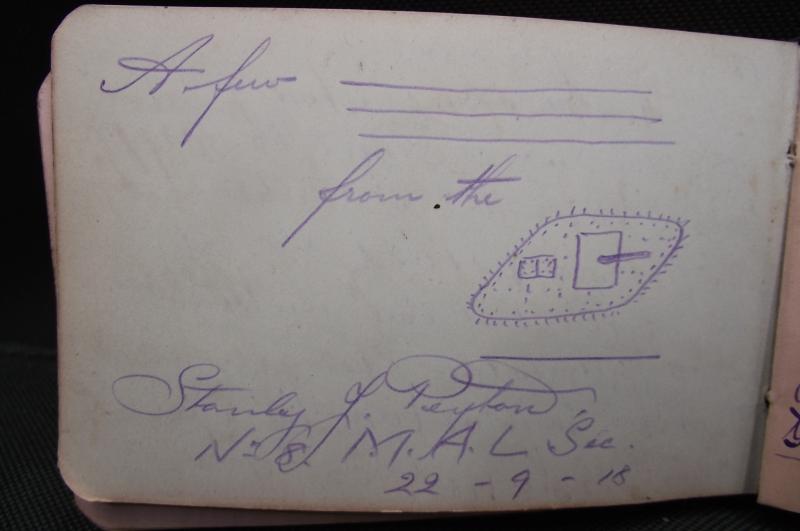 A few
from the
Stanley J. Peyton,
No 8. M. A. L Sec.
22 - 9 - 18